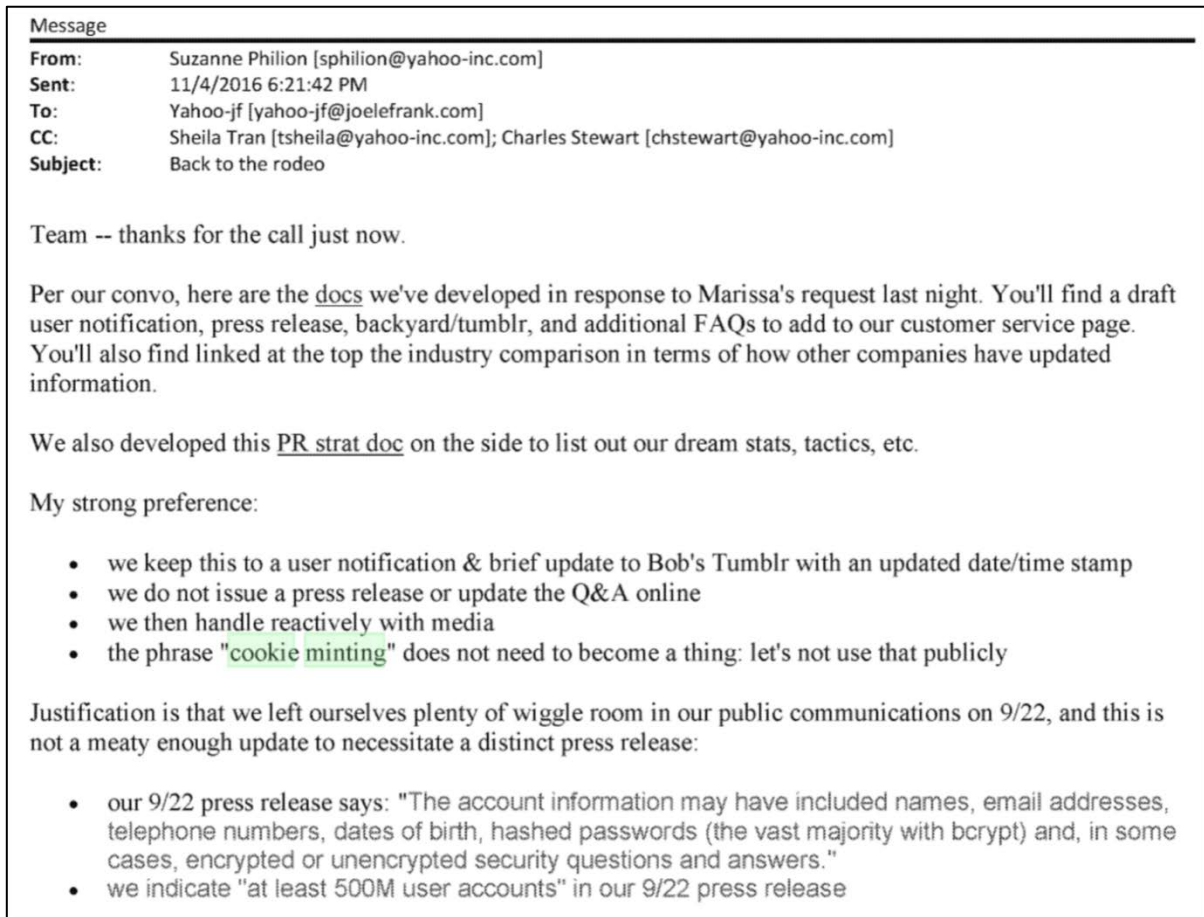 Message
From: Suzanne Philion [sphilion@yahoo-inc.com]
Sent: 11/4/2016 6:21:42 PM
To: Yahoo-jf [yahoo-jf@joelefrank.com]
CC: Sheila Tran [tsheila@yahoo-inc.com]; Charles Stewart [chstewart@yahoo-inc.com]
Subject: Back to the rodeo
Team -- thanks for the call just now.
Per our convo, here are the docs we've developed in response to Marissa's request last night. You'll find a draft
user notification, press release, backyard/tumblr, and additional FAQs to add to our customer service page.
You'll also find linked at the top the industry comparison in terms of how other companies have updated
information.
We also developed this PR strat doc on the side to list out our dream stats, tactics, etc.
My strong preference:
• we keep this to a user notification & brief update to Bob's Tumblr with an updated date/time stamp
• we do not issue a press release or update the Q&A online
• we then handle reactively with media
• the phrase "cookie minting" does not need to become a thing: let's not use that publicly
Justification is that we left ourselves plenty of wiggle room in our public communications on 9/22, and this is
not a meaty enough update to necessitate a distinct press release:
• our 9/22 press release says: "The account information may have included names, email addresses,
telephone numbers, dates of birth, hashed passwords (the vast majority with bcrypt) and, in some
cases, encrypted or unencrypted security questions and answers."
• we indicate "at least 500M user accounts" in our 9/22 press release